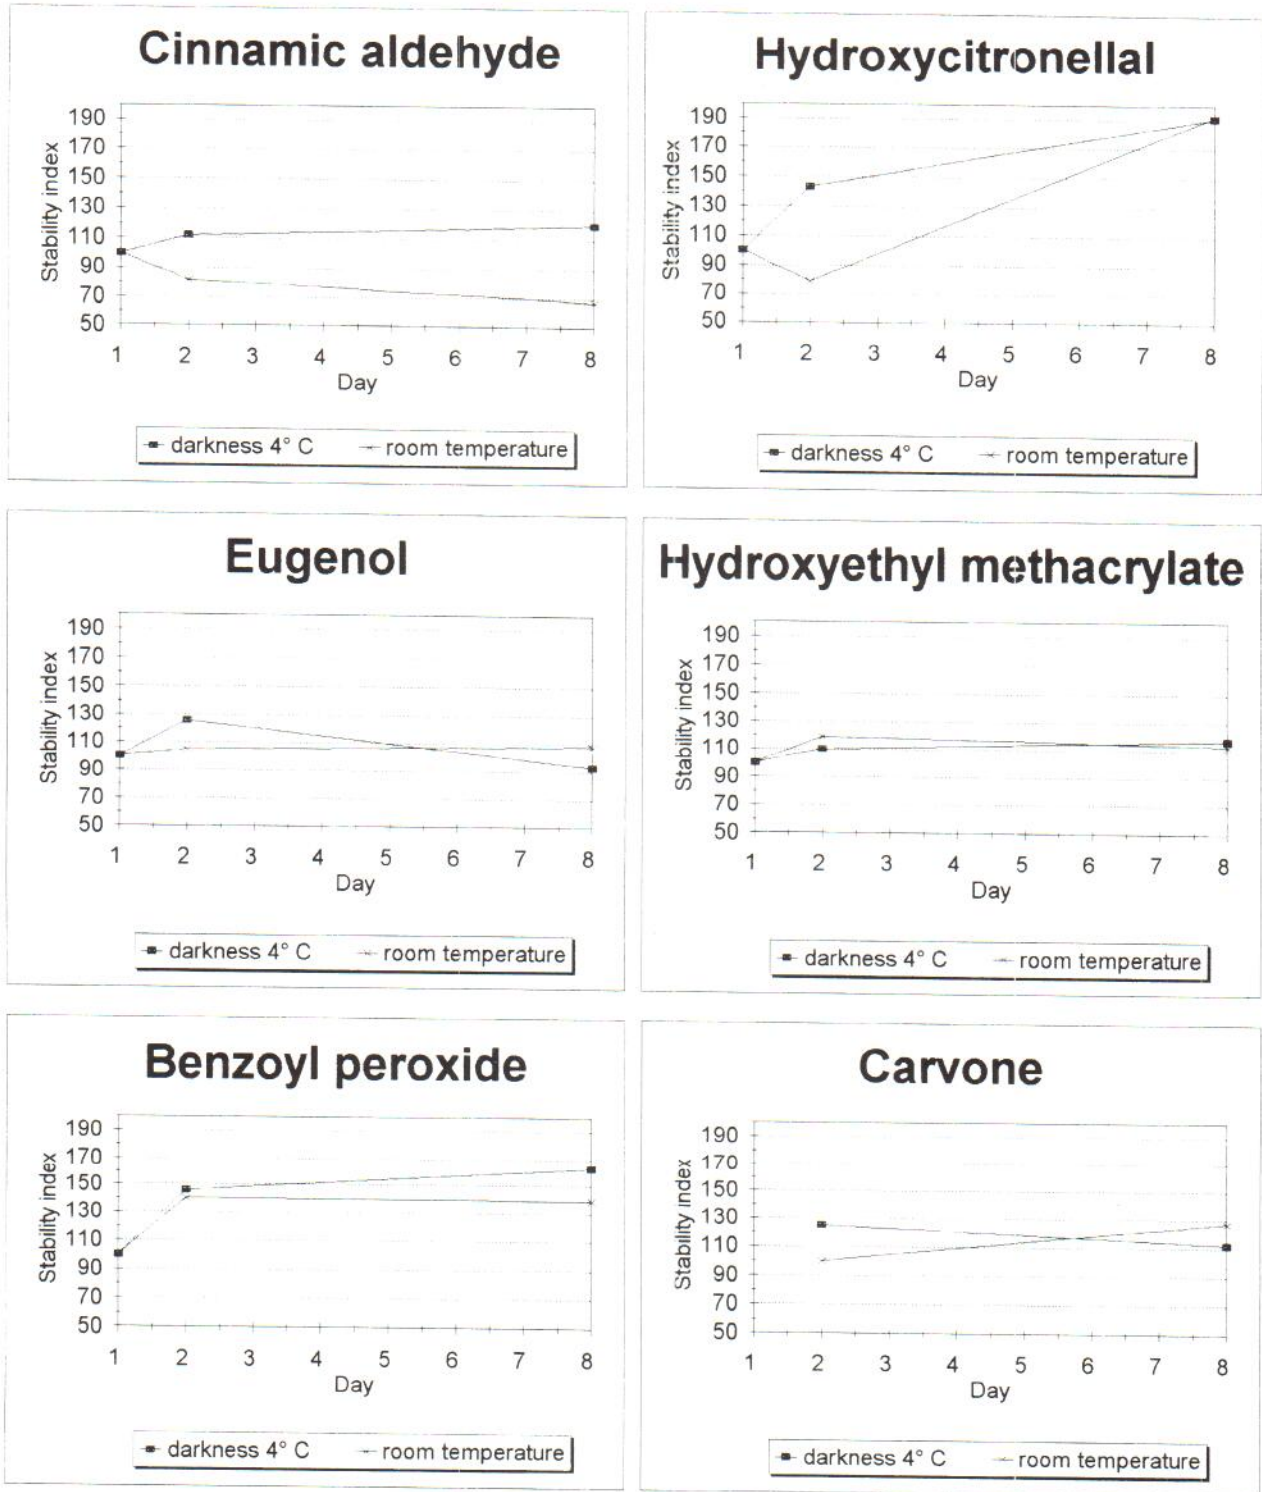 Cinnamic aldehyde
Stability index
190
170
150
130
110
90
70
50
1 2 3 4 5 6 7 8
Day
darkness 4° C room temperature
Hydroxycitronellal
Stability index
190
170
150
130
110
90
70
50
1 2 3 4 5 6 7 8
Day
darkness 4° C room temperature
Eugenol
Stability index
190
170
150
130
110
90
70
50
1 2 3 4 5 6 7 8
Day
darkness 4° C room temperature
Hydroxyethyl methacrylate
Stability index
190
170
150
130
110
90
70
50
1 2 3 4 5 6 7 8
Day
darkness 4° C room temperature
Benzoyl peroxide
Stability index
190
170
150
130
110
90
70
50
1 2 3 4 5 6 7 8
Day
darkness 4° C room temperature
Carvone
Stability index
190
170
150
130
110
90
70
50
1 2 3 4 5 6 7 8
Day
darkness 4° C room temperature